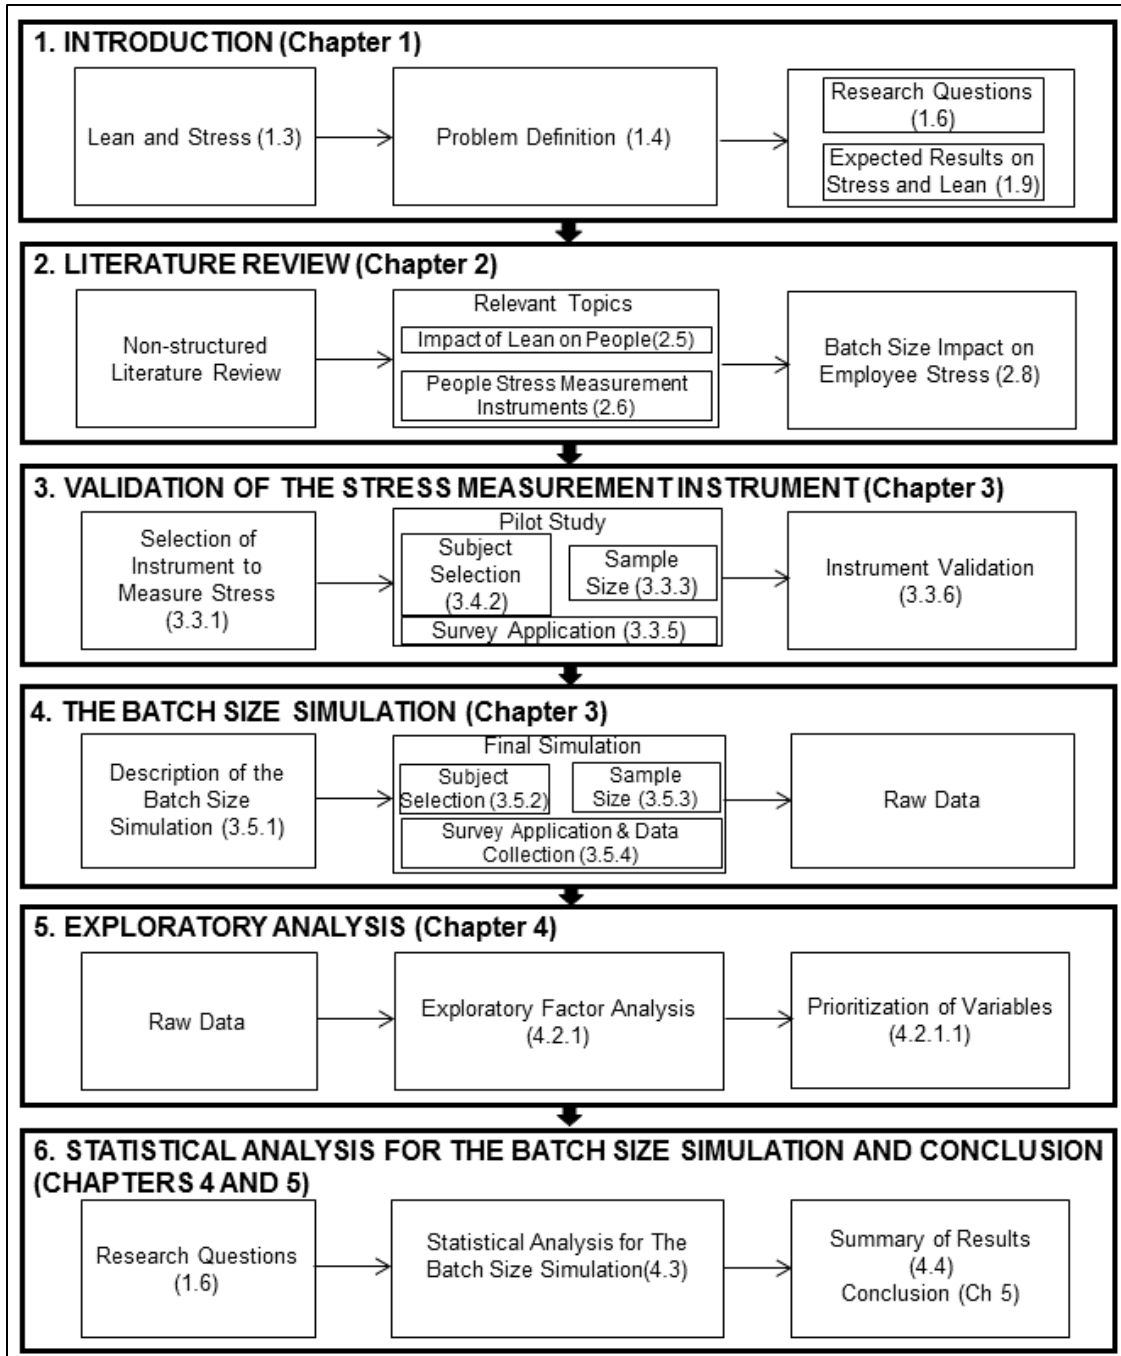 1. INTRODUCTION (Chapter 1)
Lean and Stress (1.3)
Problem Definition (1.4)
Research Questions
(1.6)
Expected Results on
Stress and Lean (1.9)
2. LITERATURE REVIEW (Chapter 2)
Non-structured
Literature Review
Relevant Topics
Impact of Lean on People(2.5)
People Stress Measurement
Instruments (2.6)
Batch Size Impact on
Employee Stress (2.8)
3. VALIDATION OF THE STRESS MEASUREMENT INSTRUMENT (Chapter 3)
Selection of
Instrument to
Measure Stress
(3.3.1)
Pilot Study
Subject
Selection
(3.4.2)
Sample
Size (3.3.3)
Survey Application (3.3.5)
Instrument Validation
(3.3.6)
4. THE BATCH SIZE SIMULATION (Chapter 3)
Description of the
Batch Size
Simulation (3.5.1)
Final Simulation
Subject
Selection (3.5.2)
Sample
Size (3.5.3)
Survey Application & Data
Collection (3.5.4)
Raw Data
5. EXPLORATORY ANALYSIS (Chapter 4)
Raw Data
Exploratory Factor Analysis
(4.2.1)
Prioritization of Variables
(4.2.1.1)
6. STATISTICAL ANALYSIS FOR THE BATCH SIZE SIMULATION AND CONCLUSION
(CHAPTERS 4 AND 5)
Research Questions
(1.6)
Statistical Analysis for The
Batch Size Simulation(4.3)
Summary of Results
(4.4)
Conclusion (Ch 5)